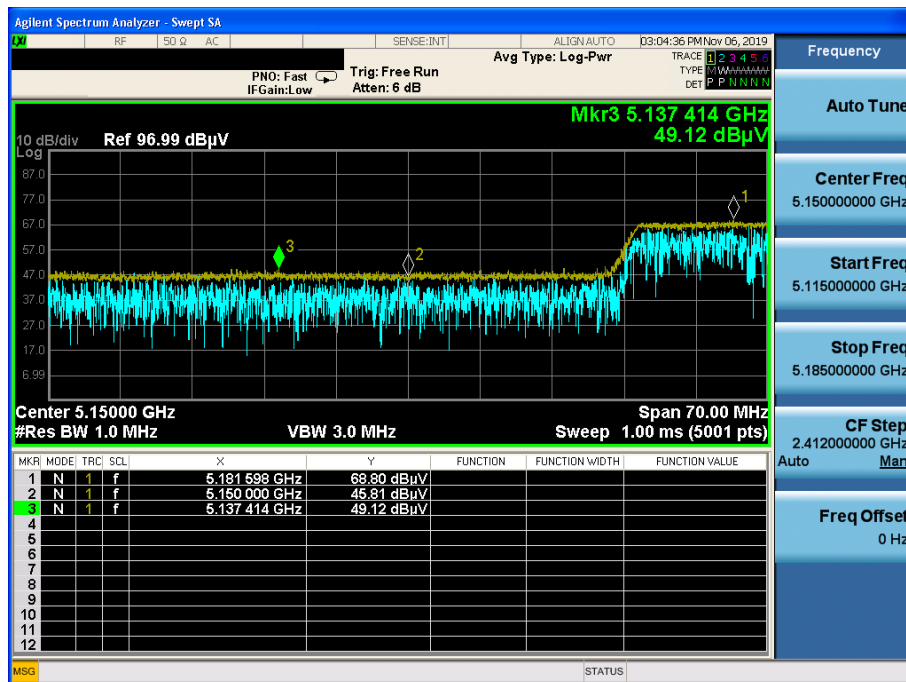 Agilent Spectrum Analyzer - Swept SA
LXI RF 50 Ω AC SENSE:INT ALIGN AUTO 03:04:36 PM Nov 06, 2019
Avg Type: Log-Pwr TRACE 1 2 3 4 5 6
PNO: Fast Trig: Free Run TYPE M W W W W W
IFGain:Low Atten: 6 dB DET P P N N N N
Mkr3 5.137 414 GHz
49.12 dBµV
10 dB/div Ref 96.99 dBµV
Log
87.0
77.0
67.0
57.0
47.0
37.0
27.0
17.0
6.99
1
2
3
Center 5.15000 GHz Span 70.00 MHz
#Res BW 1.0 MHz VBW 3.0 MHz Sweep 1.00 ms (5001 pts)
MKR MODE TRC SCL X Y FUNCTION FUNCTION WIDTH FUNCTION VALUE
1 N 1 f 5.181 598 GHz 68.80 dBµV
2 N 1 f 5.150 000 GHz 45.81 dBµV
3 N 1 f 5.137 414 GHz 49.12 dBµV
4
5
6
7
8
9
10
11
12
MSG STATUS
Frequency
Auto Tune
Center Freq
5.150000000 GHz
Start Freq
5.115000000 GHz
Stop Freq
5.185000000 GHz
CF Step
2.412000000 GHz
Auto Man
Freq Offset
0 Hz